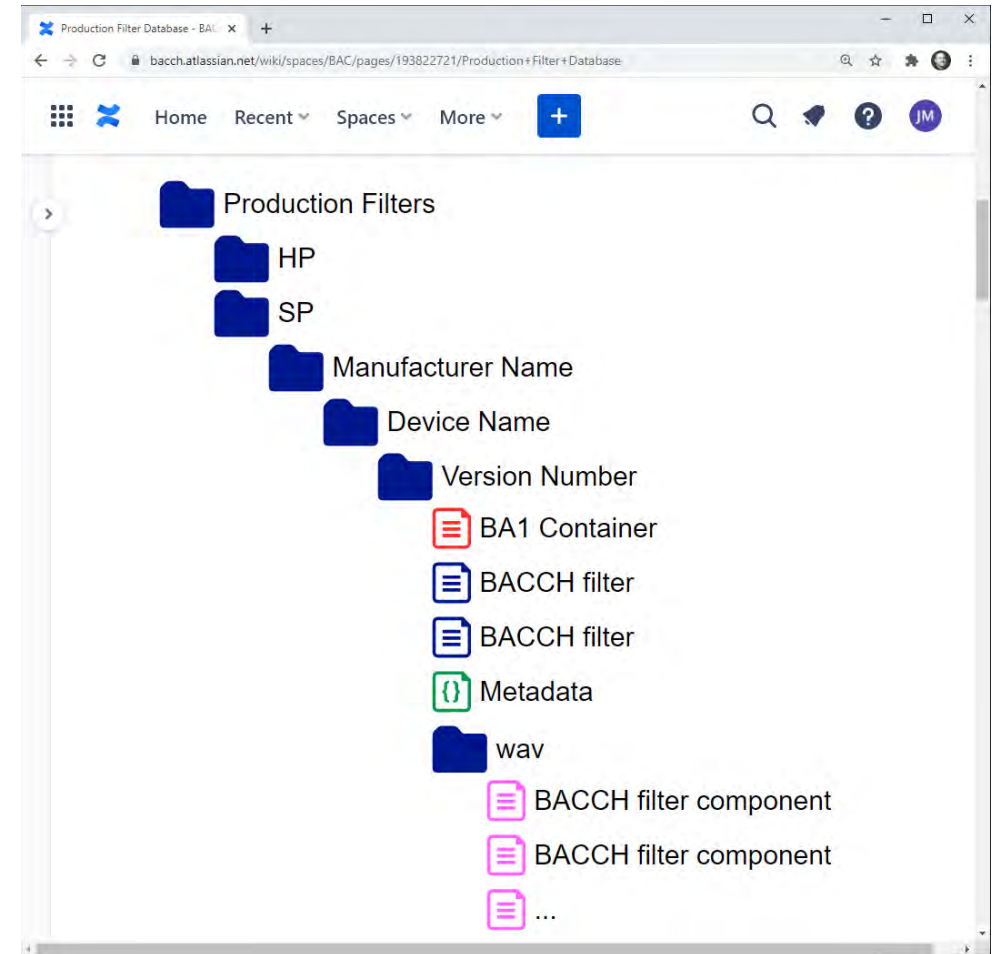 Production Filter Database - BAC
bacch.atlassian.net/wiki/spaces/BAC/pages/193822721/Production+Filter+Database
Home Recent Spaces More +
JM
Production Filters
HP
SP
Manufacturer Name
Device Name
Version Number
BA1 Container
BACCH filter
BACCH filter
{} Metadata
wav
BACCH filter component
BACCH filter component
...